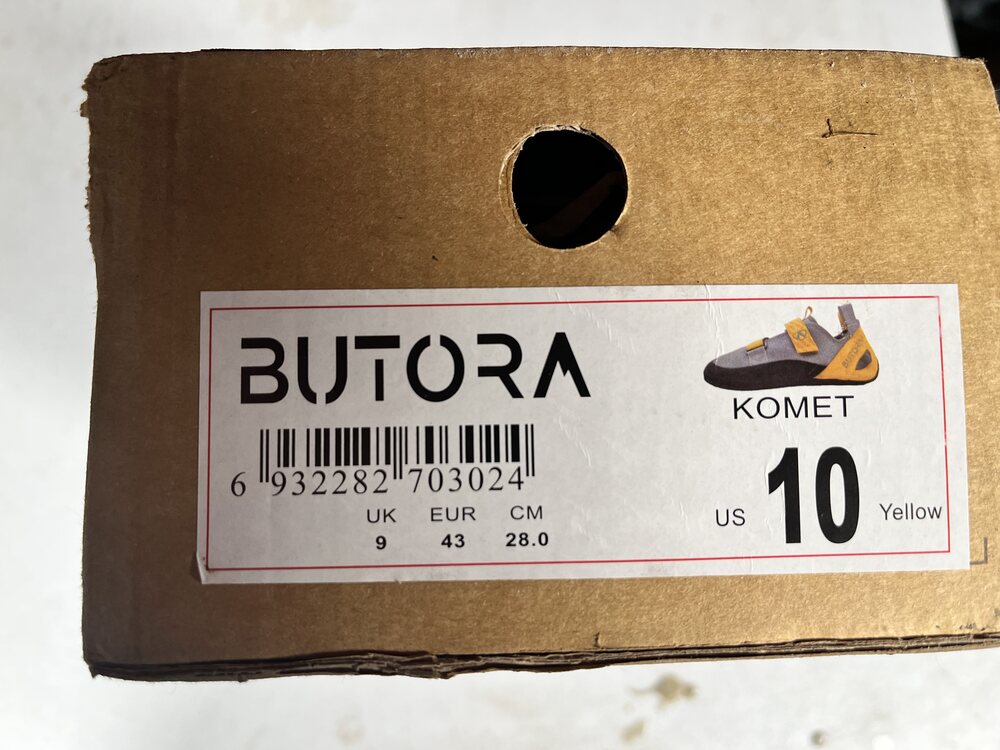 BUTORA
KOMET
6 932282 703024
UK EUR CM
9 43 28.0
US 10 Yellow